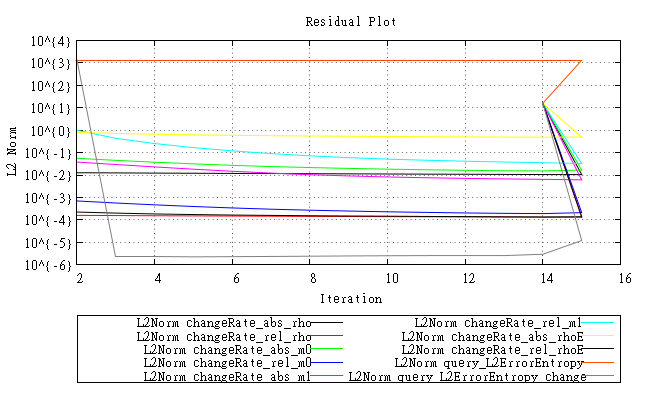 Residual Plot
10^{4}
10^{3}
10^{2}
10^{1}
10^{0}
10^{-1}
10^{-2}
10^{-3}
10^{-4}
10^{-5}
10^{-6}
L2 Norm
2 4 6 8 10 12 14 16
Iteration
L2Norm changeRate_abs_rho L2Norm changeRate_rel_m1
L2Norm changeRate_rel_rho L2Norm changeRate_abs_rhoE
L2Norm changeRate_abs_m0 L2Norm changeRate_rel_rhoE
L2Norm changeRate_rel_m0 L2Norm query_L2ErrorEntropy
L2Norm changeRate_abs_m1 L2Norm query_L2ErrorEntropy_change